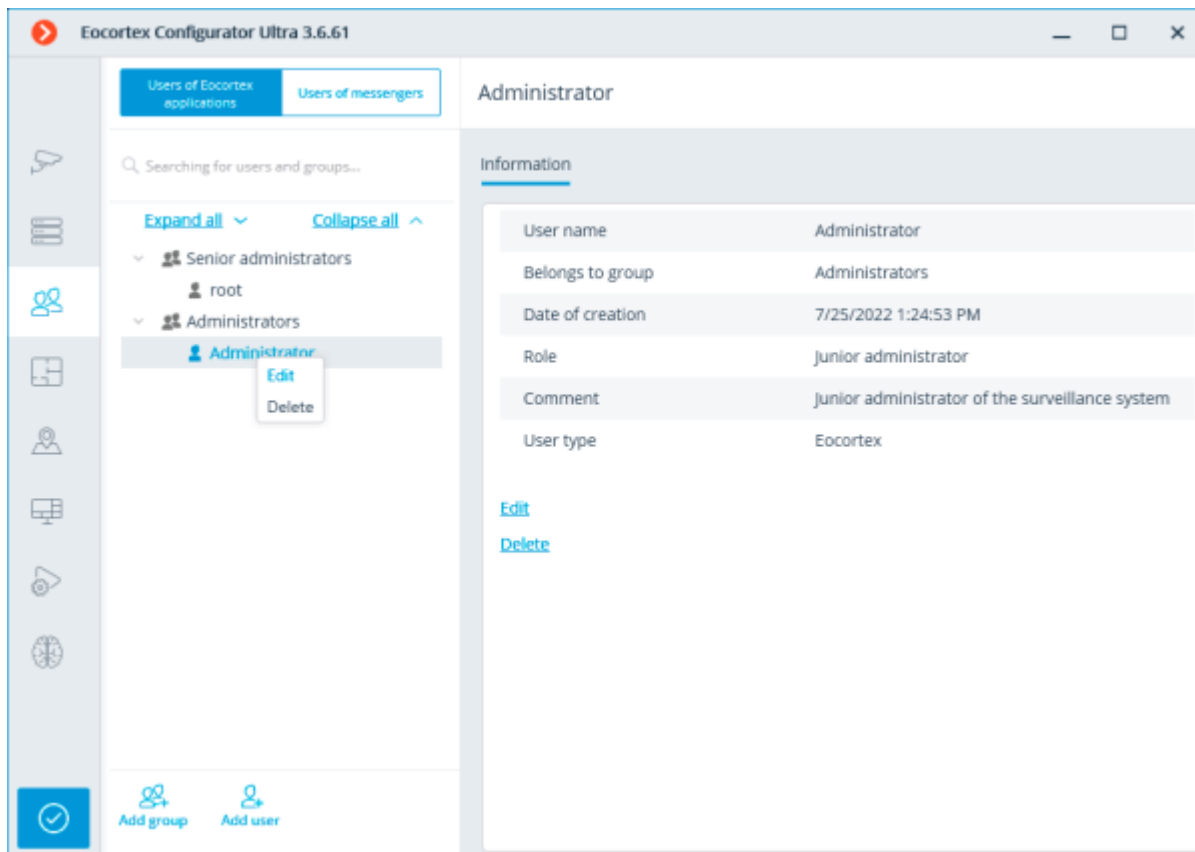 Eocortex Configurator Ultra 3.6.61
Users of Eocortex
applications
Users of messengers
Searching for users and groups...
Expand all
Collapse all
Senior administrators
root
Administrators
Administrator
Edit
Delete
Add group
Add user
Administrator
Information
User name Administrator
Belongs to group Administrators
Date of creation 7/25/2022 1:24:53 PM
Role Junior administrator
Comment Junior administrator of the surveillance system
User type Eocortex
Edit
Delete